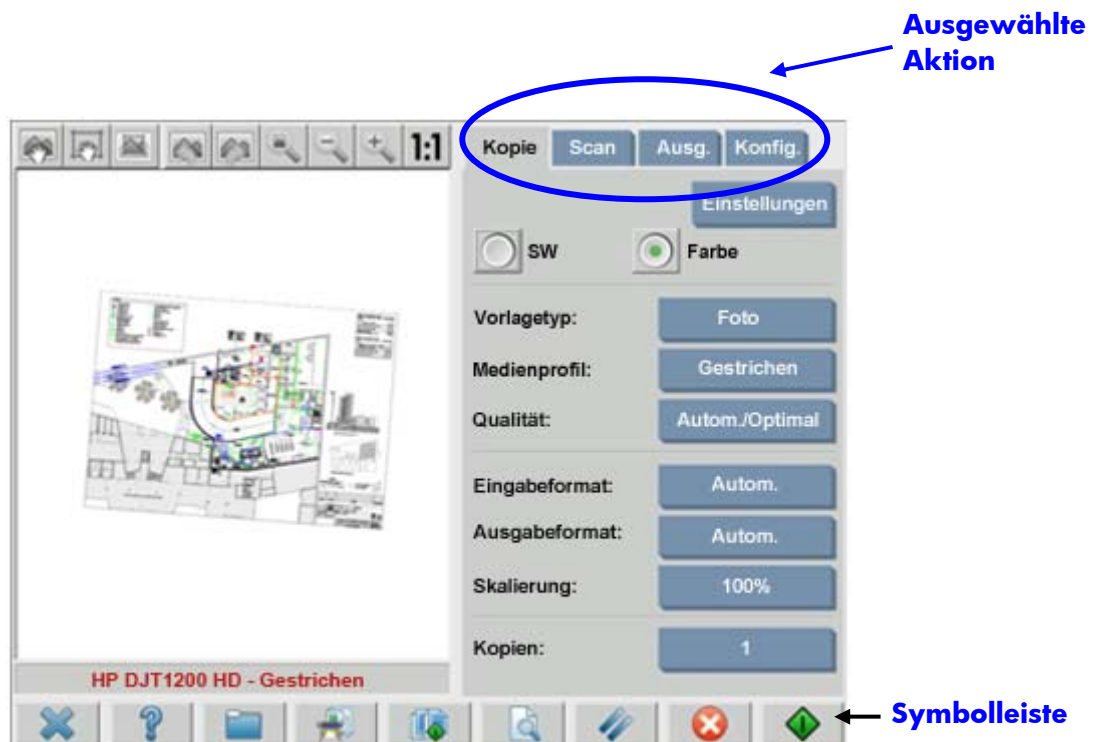 Ausgewählte
Aktion
1:1
Kopie Scan Ausg. Konfig.
Einstellungen
SW Farbe
Vorlagetyp: Foto
Medienprofil: Gestrichen
Qualität: Autom./Optimal
Eingabeformat: Autom.
Ausgabeformat: Autom.
Skalierung: 100%
Kopien: 1
HP DJT1200 HD - Gestrichen
Symbolleiste